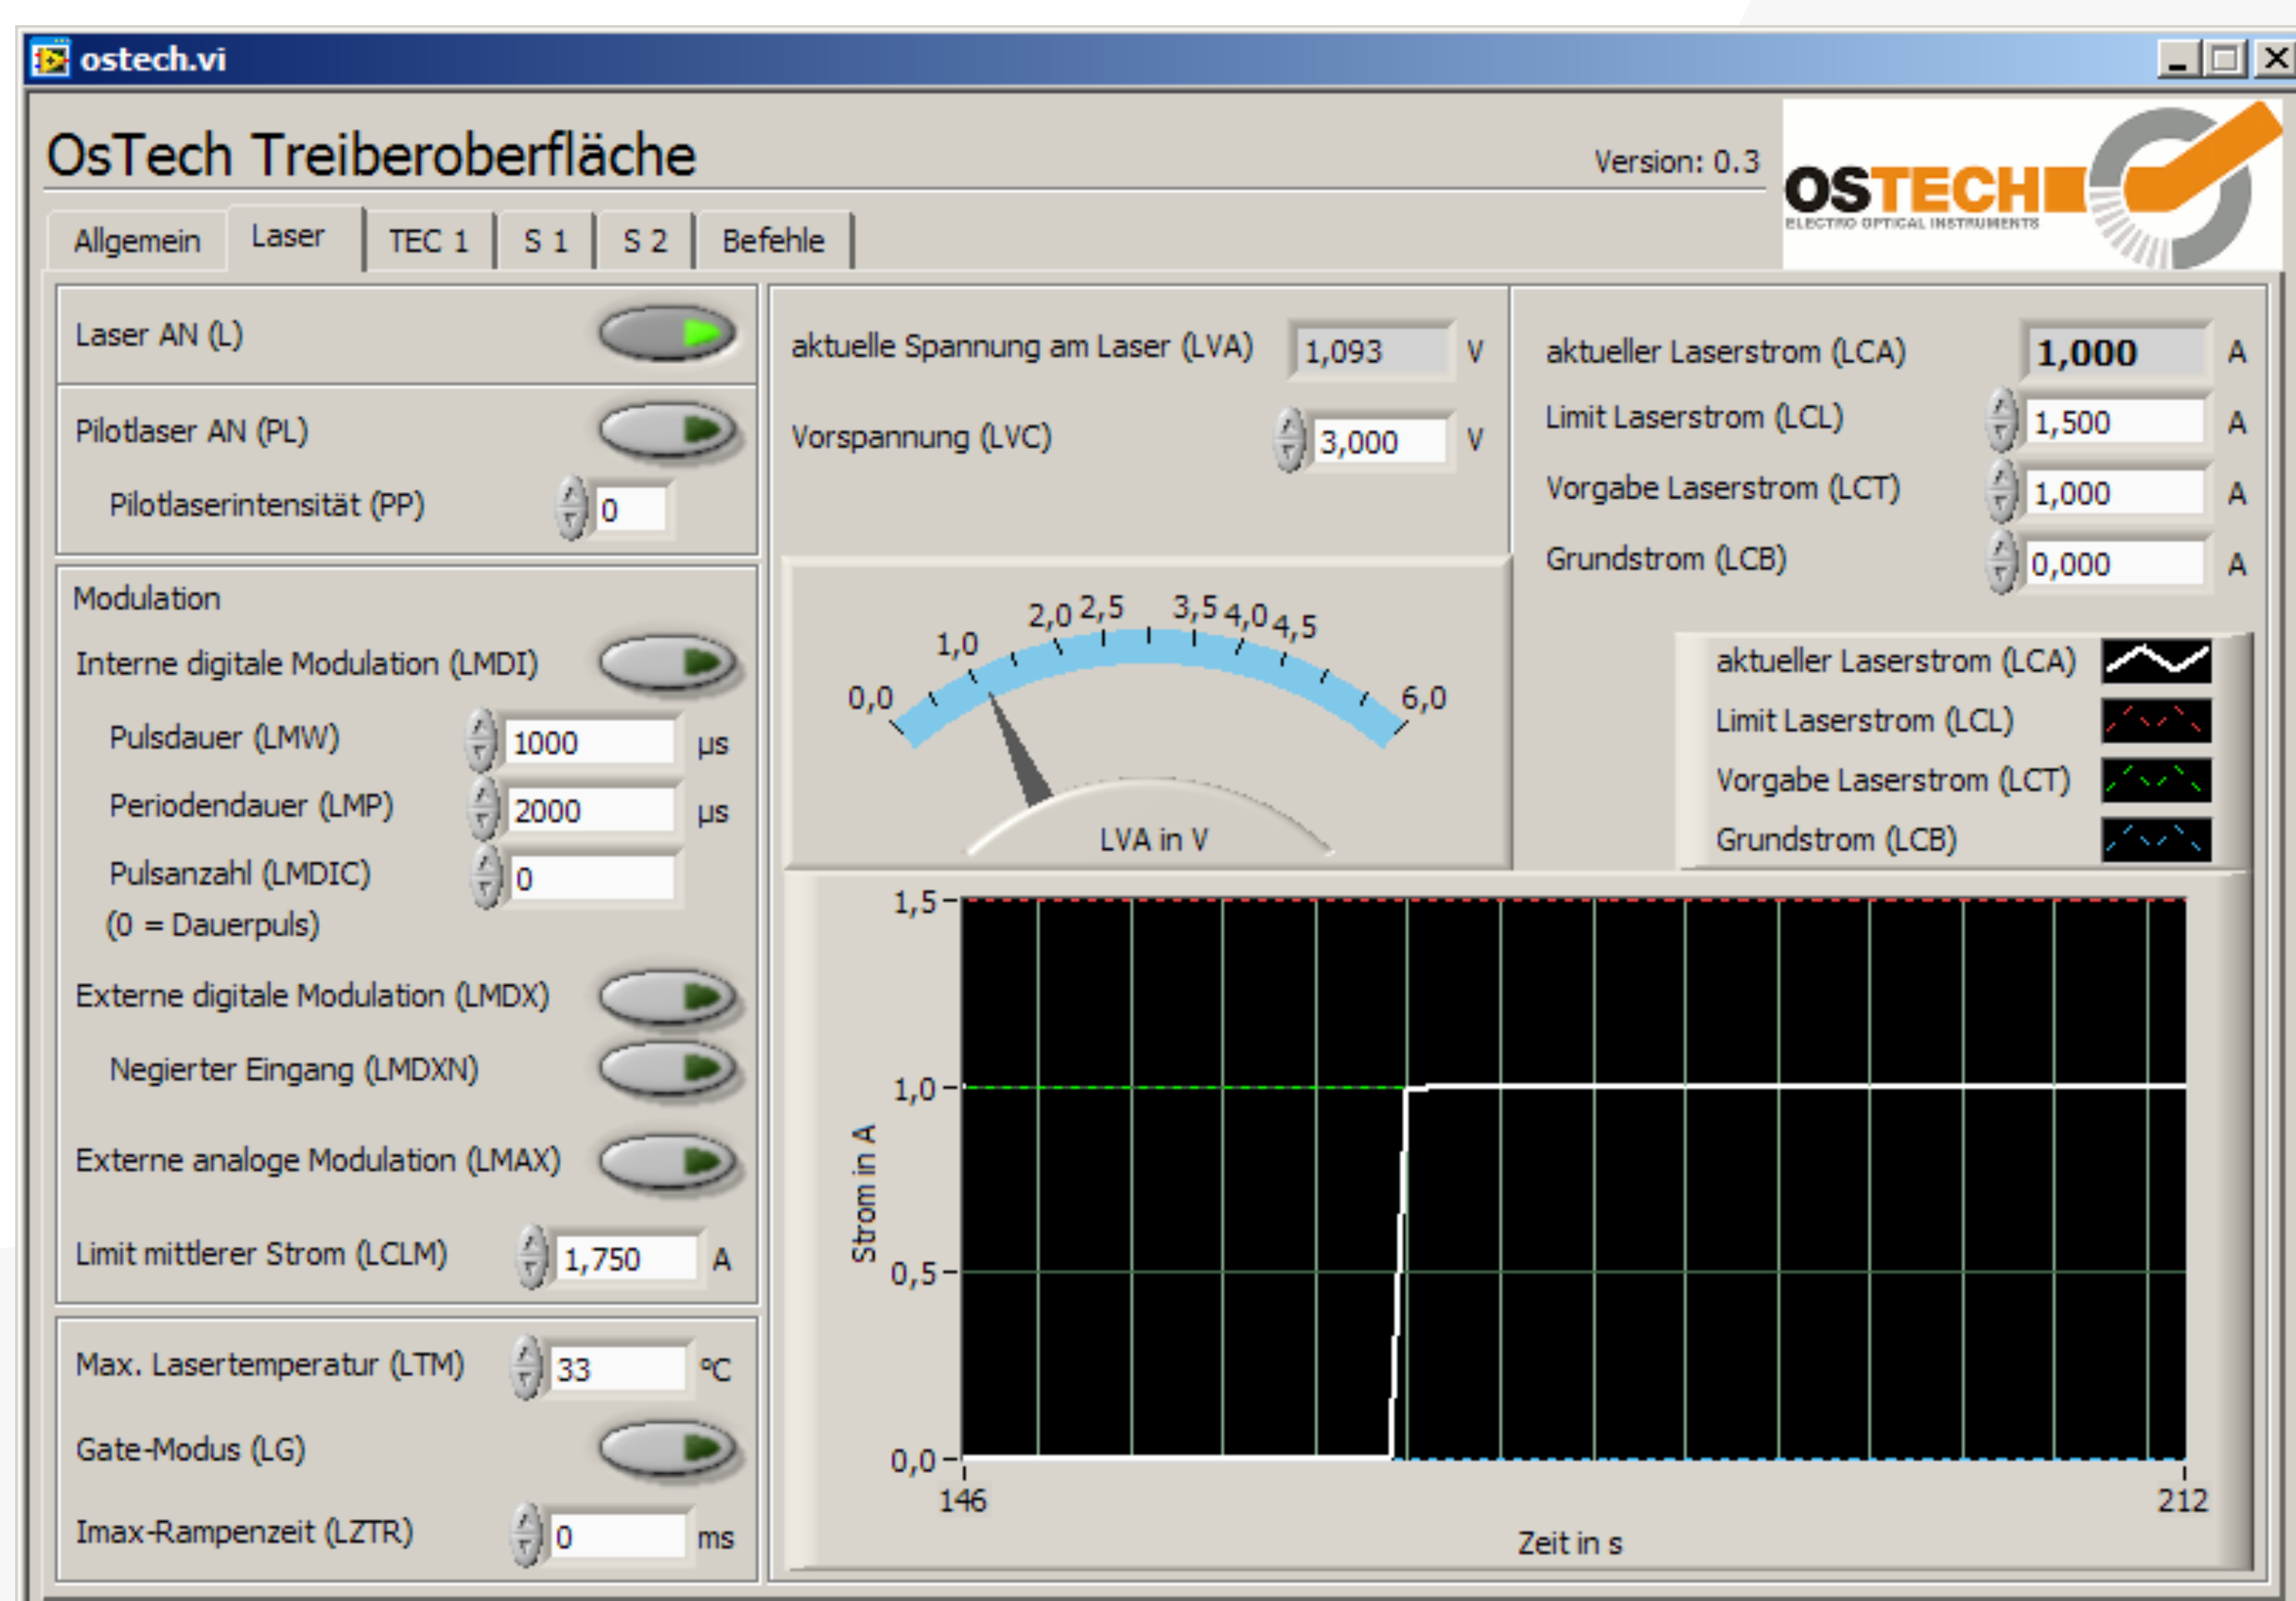 ostech.vi
OsTech Treiberoberfläche
Version: 0.3
OSTECH
ELECTRO OPTICAL INSTRUMENTS
Allgemein Laser TEC 1 S 1 S 2 Befehle
Laser AN (L)
Pilotlaser AN (PL)
Pilotlaserintensität (PP) 0
Modulation
Interne digitale Modulation (LMDI)
Pulsdauer (LMW) 1000 µs
Periodendauer (LMP) 2000 µs
Pulsanzahl (LMDIC) 0
(0 = Dauerpuls)
Externe digitale Modulation (LMDX)
Negierter Eingang (LMDXN)
Externe analoge Modulation (LMAX)
Limit mittlerer Strom (LCLM) 1,750 A
Max. Lasertemperatur (LTM) 33 °C
Gate-Modus (LG)
Imax-Rampenzeit (LZTR) 0 ms
aktuelle Spannung am Laser (LVA) 1,093 V
Vorspannung (LVC) 3,000 V
0,0 1,0 2,0 2,5 3,5 4,0 4,5 6,0
LVA in V
aktueller Laserstrom (LCA) 1,000 A
Limit Laserstrom (LCL) 1,500 A
Vorgabe Laserstrom (LCT) 1,000 A
Grundstrom (LCB) 0,000 A
aktueller Laserstrom (LCA)
Limit Laserstrom (LCL)
Vorgabe Laserstrom (LCT)
Grundstrom (LCB)
1,5
1,0
0,5
0,0
Strom in A
146 212
Zeit in s